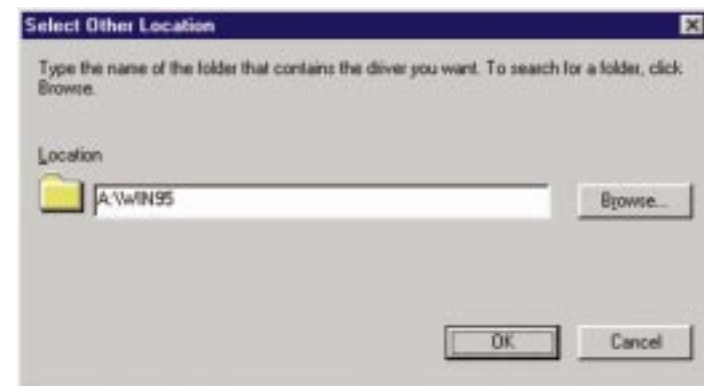 Select Other Location
Type the name of the folder that contains the driver you want. To search for a folder, click
Browse.
Location
A:\WIN95
Browse...
OK
Cancel